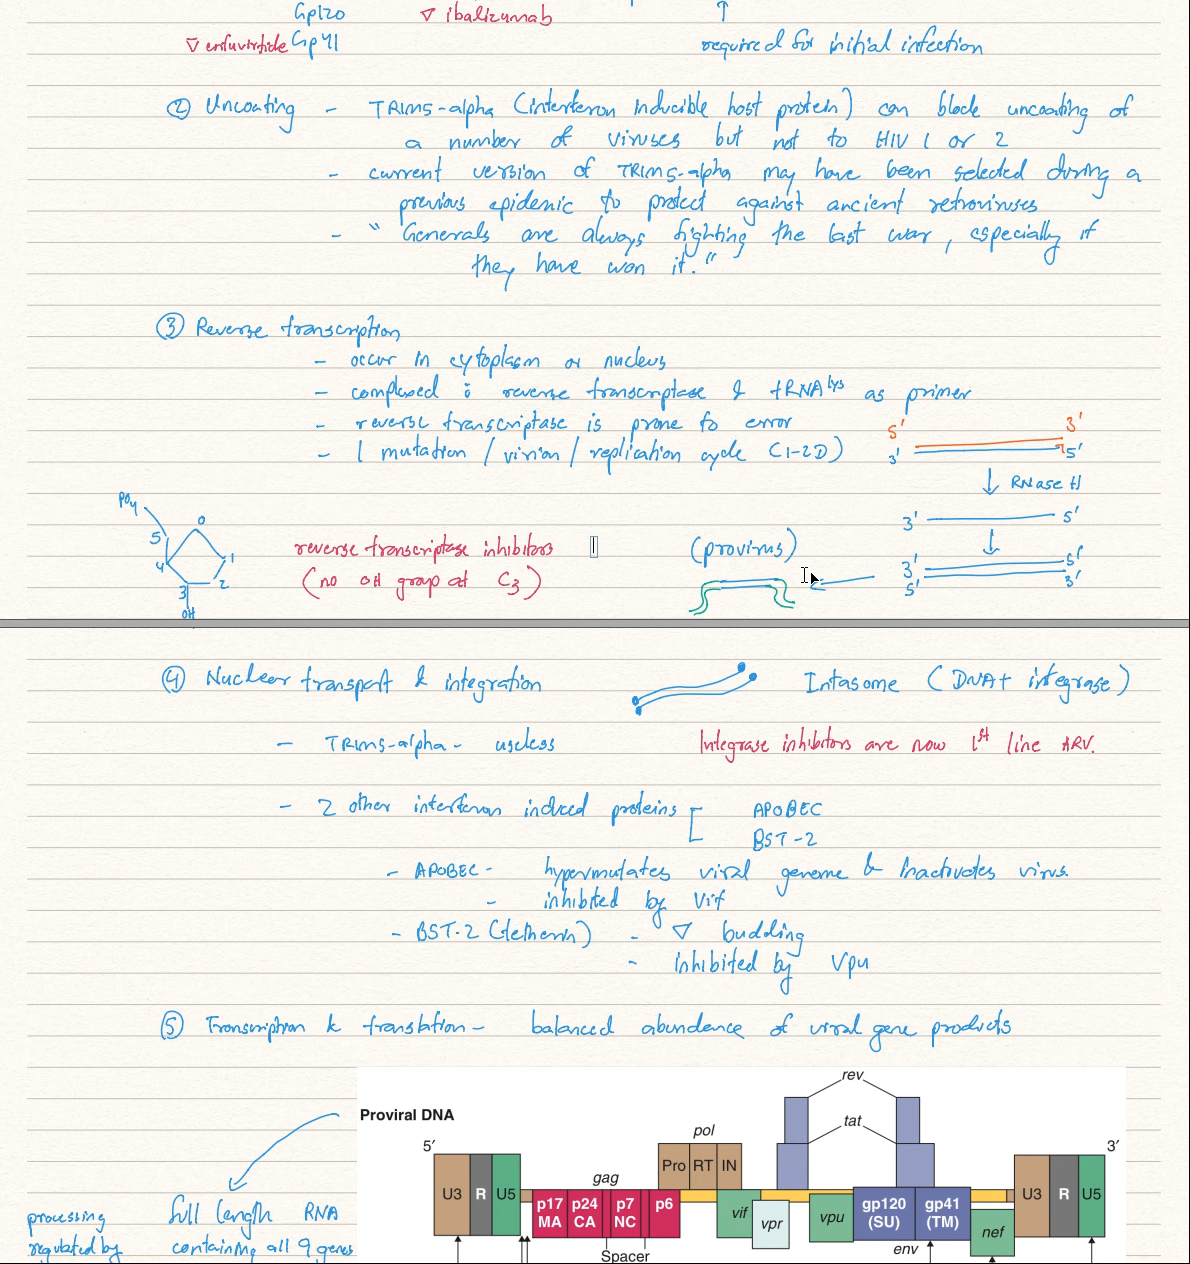 Gp120 ▽ ibalizumab ↑
▽ enfuvirtide Gp41 required for initial infection
② Uncoating - TRIM5-alpha (interferon inducible host protein) can block uncoating of
a number of viruses but not to HIV 1 or 2
- current version of TRIM5-alpha may have been selected during a
previous epidemic to protect against ancient retroviruses
- "Generals are always fighting the last war, especially if
they have won it."
③ Reverse transcription
- occur in cytoplasm or nucleus
- complexed c̄ reverse transcriptase & tRNA lys as primer
- reverse transcriptase is prone to error
- 1 mutation / virion / replication cycle (1-2D)
5' 3'
3' 5'
↓ RNase H
3' 5'
↓
3' 5'
5' 3'
PO4
5 O
4 1
3 2
OH
reverse transcriptase inhibitors
(no OH group at C3)
(provirus)
④ Nuclear transport & integration Intasome (DNA + integrase)
- TRIM5-alpha - useless Integrase inhibitors are now 1st line ARV.
- 2 other interferon induced proteins APOBEC
BST-2
- APOBEC - hypermutates viral genome & inactivates virus.
- inhibited by Vif
- BST-2 (tetherin) - ▽ budding
- inhibited by Vpu
⑤ Transcription & translation - balanced abundance of viral gene products
rev
Proviral DNA
tat
pol
5′ 3′
Pro RT IN
gag
U3 R U5
p17 MA
p24 CA
p7 NC
p6
vif
vpr
vpu
gp120 (SU)
gp41 (TM)
env
nef
U3 R U5
Spacer
full length RNA
containing all 9 genes
processing
regulated by